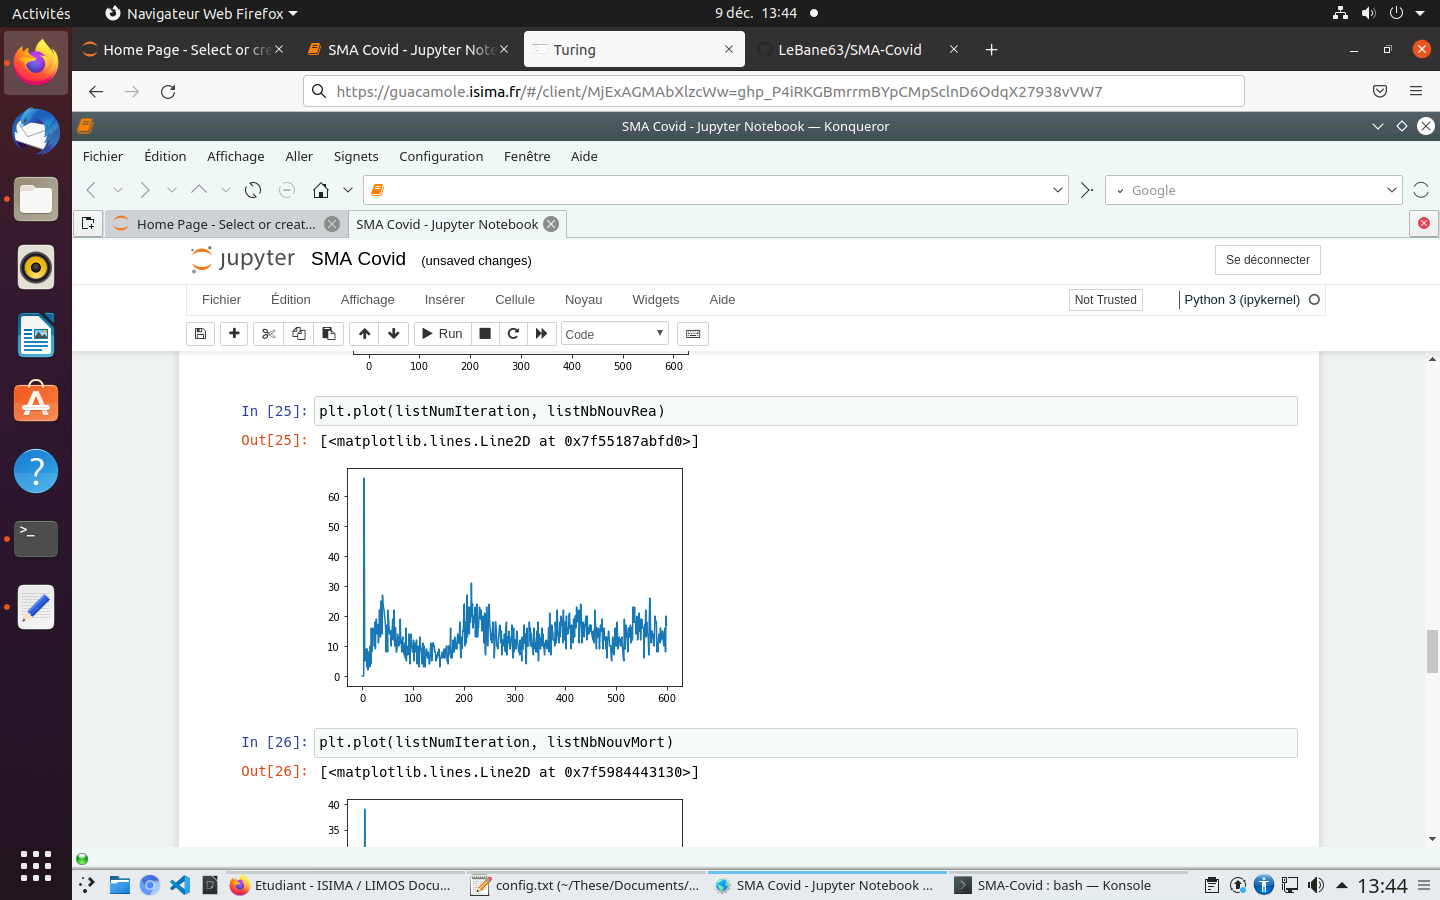 Activités
Navigateur Web Firefox
9 déc. 13:44
Home Page - Select or cre
SMA Covid - Jupyter Note
Turing
LeBane63/SMA-Covid
https://guacamole.isima.fr/#/client/MjExAGMAbXlzcWw=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
SMA Covid - Jupyter Notebook — Konqueror
Fichier Édition Affichage Aller Signets Configuration Fenêtre Aide
Google
Home Page - Select or creat...
SMA Covid - Jupyter Notebook
jupyter SMA Covid (unsaved changes)
Se déconnecter
Fichier Édition Affichage Insérer Cellule Noyau Widgets Aide
Not Trusted
Python 3 (ipykernel)
Run
Code
0 100 200 300 400 500 600
In [25]: plt.plot(listNumIteration, listNbNouvRea)
Out[25]: [<matplotlib.lines.Line2D at 0x7f55187abfd0>]
60
50
40
30
20
10
0
0 100 200 300 400 500 600
In [26]: plt.plot(listNumIteration, listNbNouvMort)
Out[26]: [<matplotlib.lines.Line2D at 0x7f5984443130>]
40
35
Etudiant - ISIMA / LIMOS Docu...
config.txt (~/These/Documents/...
SMA Covid - Jupyter Notebook ...
SMA-Covid : bash — Konsole
13:44